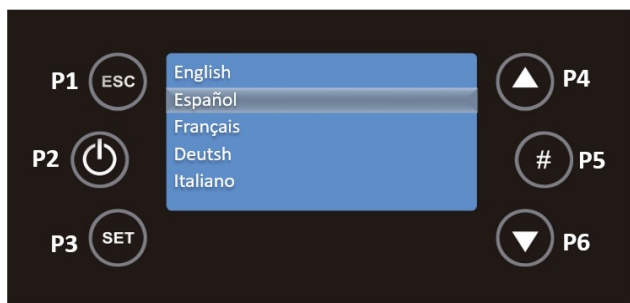 P1 ESC
English
P4
Español
Français
P2
Deutsh
# P5
Italiano
P3 SET
P6